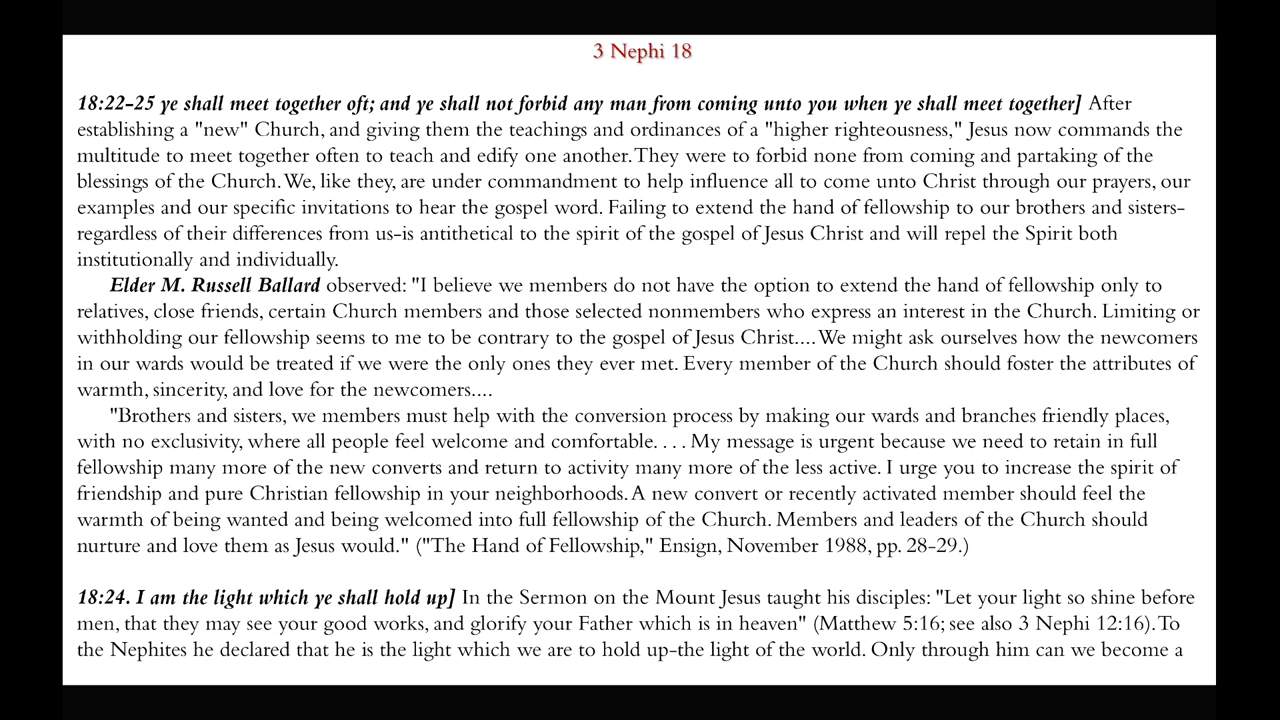 3 Nephi 18
18:22-25 ye shall meet together oft; and ye shall not forbid any man from coming unto you when ye shall meet together] After
establishing a "new" Church, and giving them the teachings and ordinances of a "higher righteousness," Jesus now commands the
multitude to meet together often to teach and edify one another. They were to forbid none from coming and partaking of the
blessings of the Church. We, like they, are under commandment to help influence all to come unto Christ through our prayers, our
examples and our specific invitations to hear the gospel word. Failing to extend the hand of fellowship to our brothers and sisters-
regardless of their differences from us-is antithetical to the spirit of the gospel of Jesus Christ and will repel the Spirit both
institutionally and individually.
Elder M. Russell Ballard observed: "I believe we members do not have the option to extend the hand of fellowship only to
relatives, close friends, certain Church members and those selected nonmembers who express an interest in the Church. Limiting or
withholding our fellowship seems to me to be contrary to the gospel of Jesus Christ.... We might ask ourselves how the newcomers
in our wards would be treated if we were the only ones they ever met. Every member of the Church should foster the attributes of
warmth, sincerity, and love for the newcomers....
"Brothers and sisters, we members must help with the conversion process by making our wards and branches friendly places,
with no exclusivity, where all people feel welcome and comfortable. . . . My message is urgent because we need to retain in full
fellowship many more of the new converts and return to activity many more of the less active. I urge you to increase the spirit of
friendship and pure Christian fellowship in your neighborhoods. A new convert or recently activated member should feel the
warmth of being wanted and being welcomed into full fellowship of the Church. Members and leaders of the Church should
nurture and love them as Jesus would." ("The Hand of Fellowship," Ensign, November 1988, pp. 28-29.)
18:24. I am the light which ye shall hold up] In the Sermon on the Mount Jesus taught his disciples: "Let your light so shine before
men, that they may see your good works, and glorify your Father which is in heaven" (Matthew 5:16; see also 3 Nephi 12:16). To
the Nephites he declared that he is the light which we are to hold up-the light of the world. Only through him can we become a